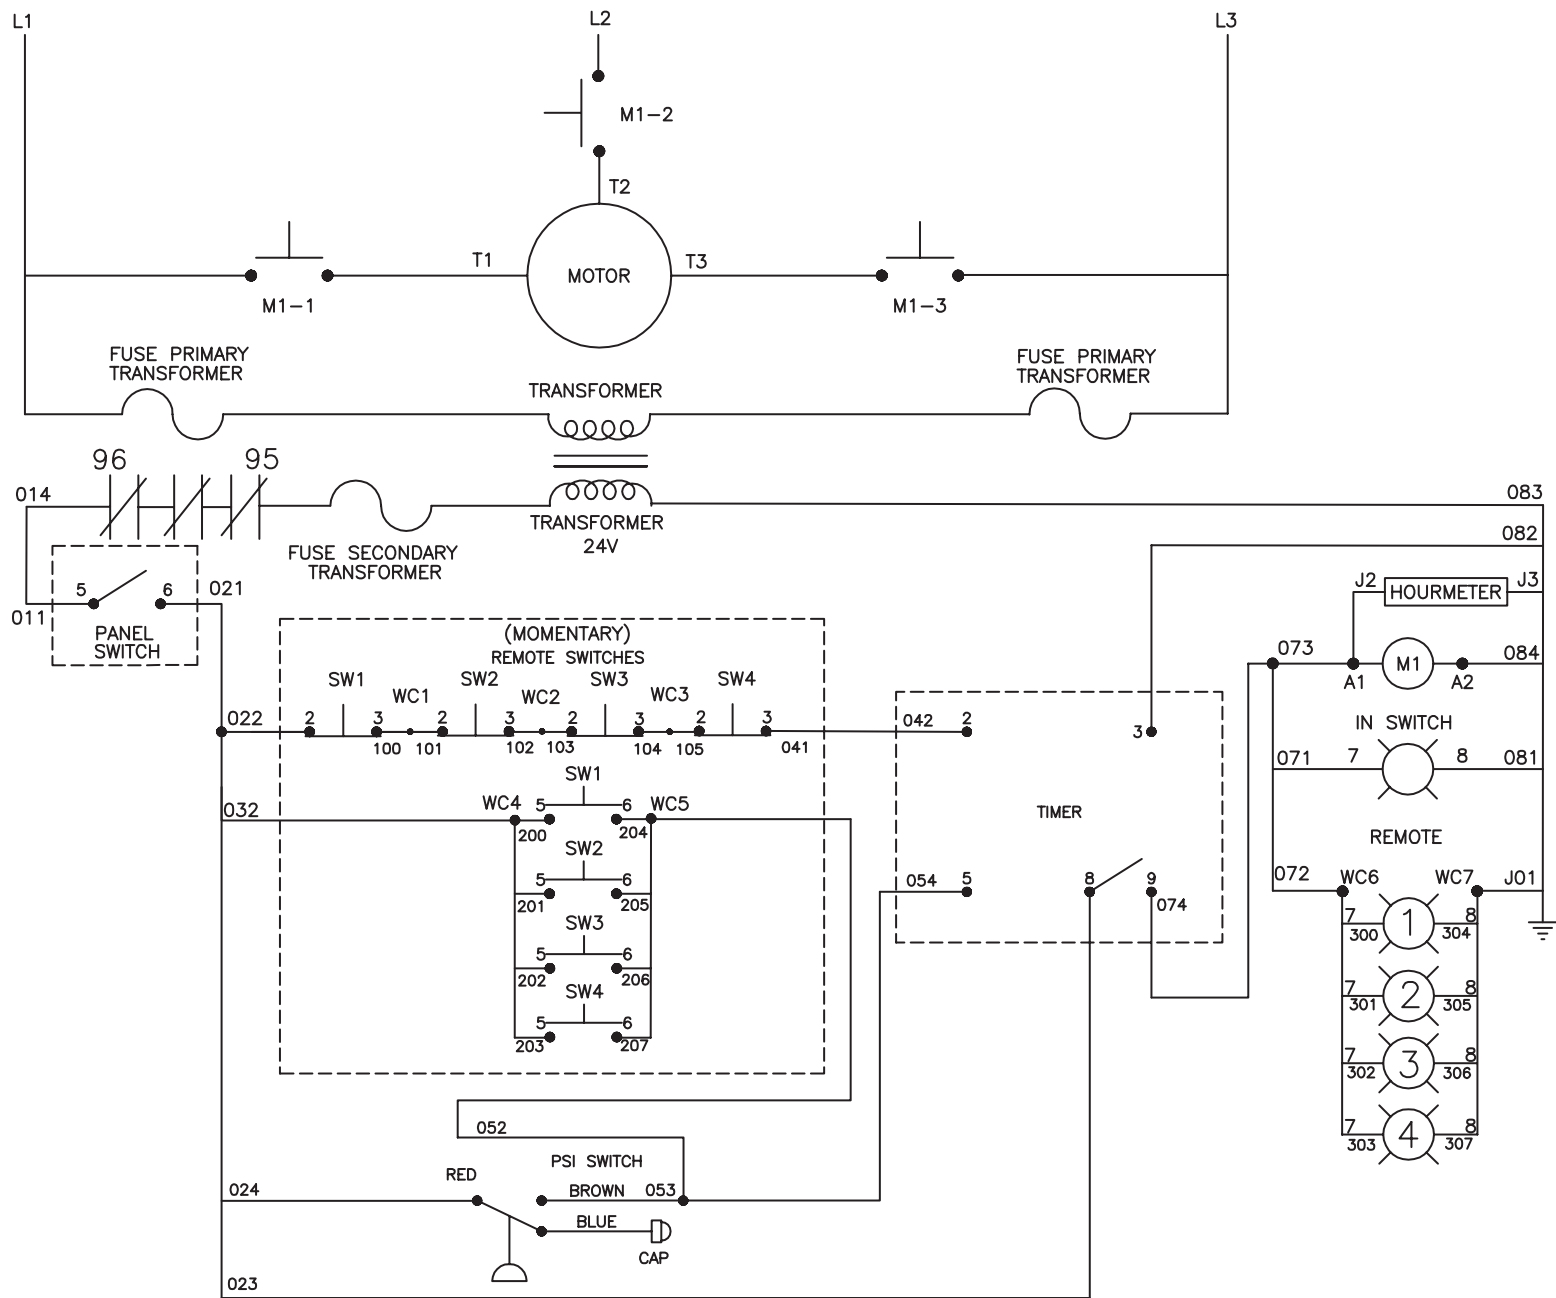 L1
L2
L3
M1-2
T2
T1
MOTOR
T3
M1-1
M1-3
FUSE PRIMARY
TRANSFORMER
TRANSFORMER
FUSE PRIMARY
TRANSFORMER
96
95
014
083
TRANSFORMER
24V
082
FUSE SECONDARY
TRANSFORMER
5
6
021
011
PANEL
SWITCH
J2
HOURMETER
J3
(MOMENTARY)
REMOTE SWITCHES
SW1
WC1
SW2
WC2
SW3
WC3
SW4
073
M1
084
A1
A2
022
2
3
2
3
2
3
2
3
042
2
3
100
101
102
103
104
105
041
IN SWITCH
071
7
8
081
SW1
032
WC4
5
6
WC5
200
204
TIMER
REMOTE
SW2
5
6
201
205
054
5
8
9
074
072
WC6
WC7
J01
SW3
5
6
202
206
7
300
1
8
304
SW4
5
6
203
207
7
301
2
8
305
7
302
3
8
306
7
303
4
8
307
052
PSI SWITCH
RED
024
BROWN
053
BLUE
CAP
023